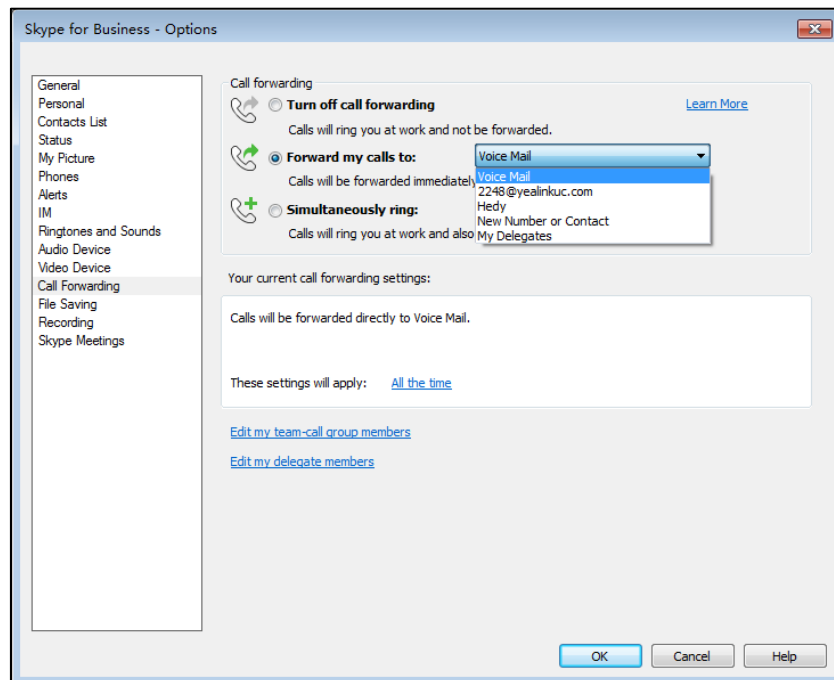 Skype for Business - Options
General
Personal
Contacts List
Status
My Picture
Phones
Alerts
IM
Ringtones and Sounds
Audio Device
Video Device
Call Forwarding
File Saving
Recording
Skype Meetings
Call forwarding
Turn off call forwarding
Learn More
Calls will ring you at work and not be forwarded.
Forward my calls to:
Voice Mail
Calls will be forwarded immediately
Voice Mail
2248@yealinkuc.com
Hedy
New Number or Contact
My Delegates
Simultaneously ring:
Calls will ring you at work and also
Your current call forwarding settings:
Calls will be forwarded directly to Voice Mail.
These settings will apply: All the time
Edit my team-call group members
Edit my delegate members
OK Cancel Help